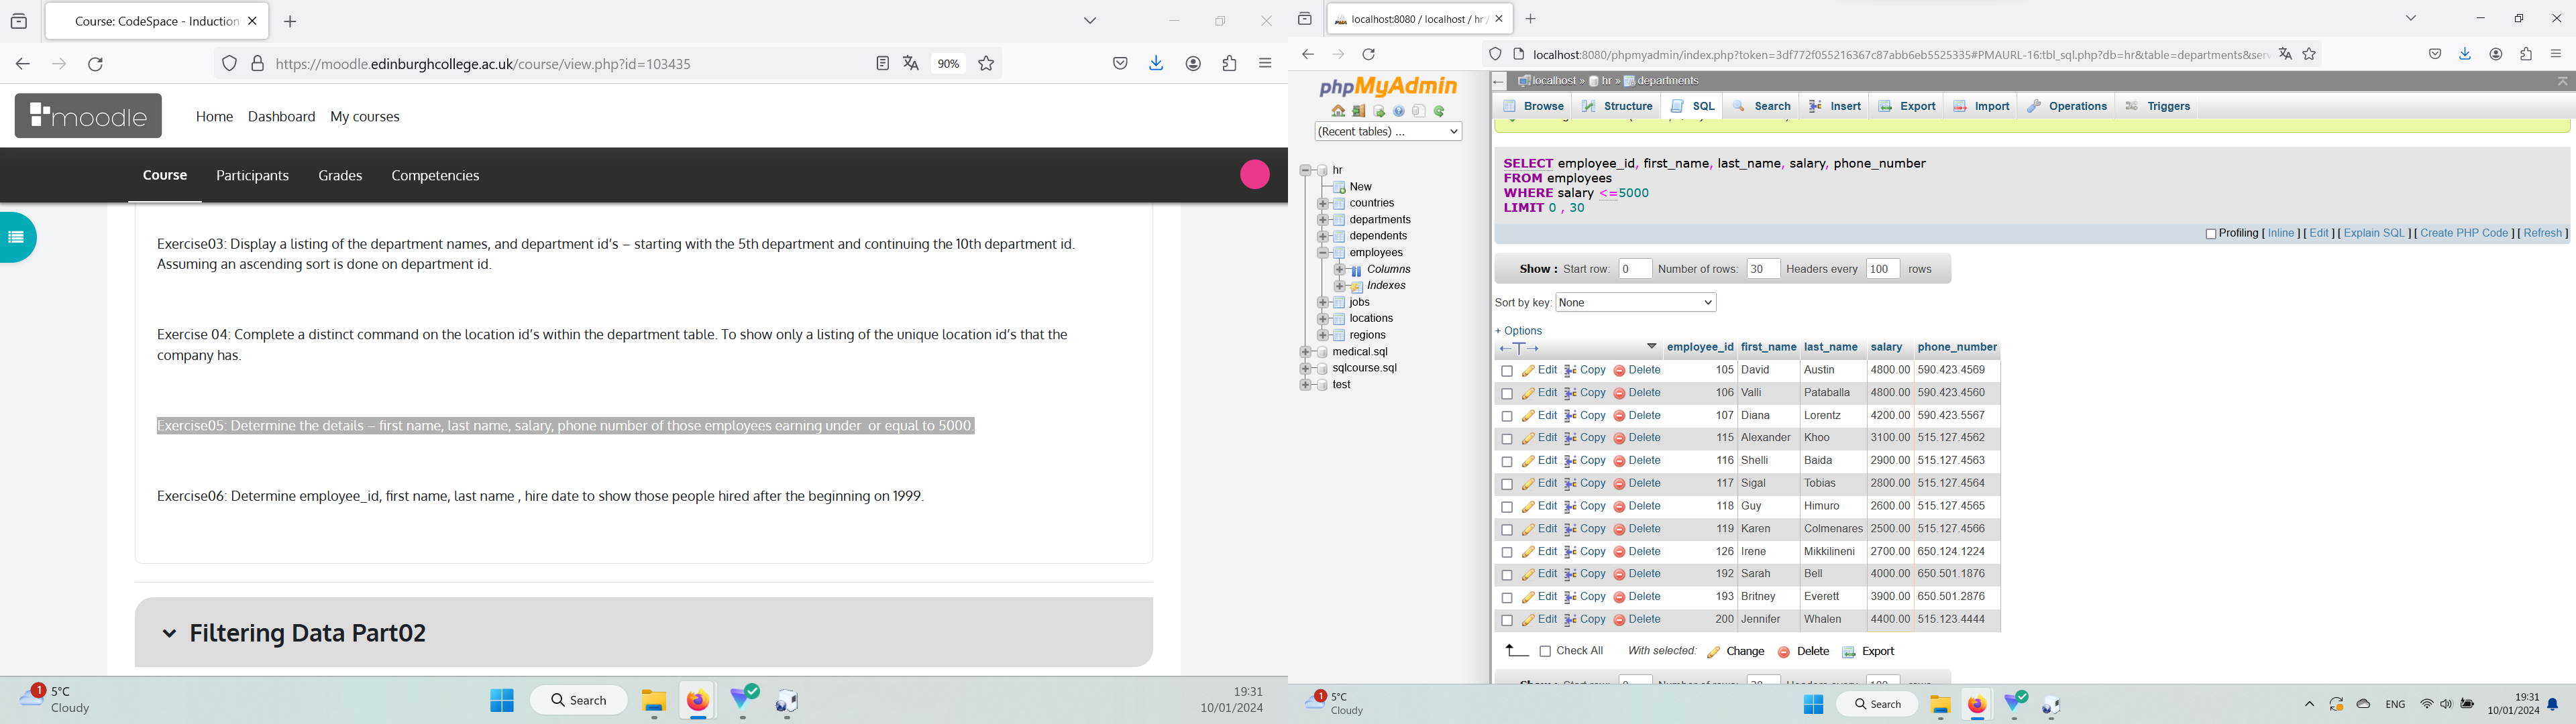 Course: CodeSpace - Induction
https://moodle.edinburghcollege.ac.uk/course/view.php?id=103435
90%
moodle
Home Dashboard My courses
Course Participants Grades Competencies
Exercise03: Display a listing of the department names, and department id's – starting with the 5th department and continuing the 10th department id.
Assuming an ascending sort is done on department id.
Exercise 04: Complete a distinct command on the location id's within the department table. To show only a listing of the unique location id's that the
company has.
Exercise05: Determine the details – first name, last name, salary, phone number of those employees earning under or equal to 5000.
Exercise06: Determine employee_id, first name, last name , hire date to show those people hired after the beginning on 1999.
Filtering Data Part02
1
5°C
Cloudy
Search
19:31
10/01/2024
localhost:8080 / localhost / hr /
localhost:8080/phpmyadmin/index.php?token=3df772f055216367c87abb6eb5525335#PMAURL-16:tbl_sql.php?db=hr&table=departments&serv
phpMyAdmin
(Recent tables) ...
hr
New
countries
departments
dependents
employees
Columns
Indexes
jobs
locations
regions
medical.sql
sqlcourse.sql
test
localhost » hr » departments
Browse Structure SQL Search Insert Export Import Operations Triggers
SELECT employee_id, first_name, last_name, salary, phone_number
FROM employees
WHERE salary <=5000
LIMIT 0 , 30
Profiling [ Inline ] [ Edit ] [ Explain SQL ] [ Create PHP Code ] [ Refresh ]
Show : Start row: 0 Number of rows: 30 Headers every 100 rows
Sort by key: None
+ Options
←T→ employee_id first_name last_name salary phone_number
Edit Copy Delete 105 David Austin 4800.00 590.423.4569
Edit Copy Delete 106 Valli Pataballa 4800.00 590.423.4560
Edit Copy Delete 107 Diana Lorentz 4200.00 590.423.5567
Edit Copy Delete 115 Alexander Khoo 3100.00 515.127.4562
Edit Copy Delete 116 Shelli Baida 2900.00 515.127.4563
Edit Copy Delete 117 Sigal Tobias 2800.00 515.127.4564
Edit Copy Delete 118 Guy Himuro 2600.00 515.127.4565
Edit Copy Delete 119 Karen Colmenares 2500.00 515.127.4566
Edit Copy Delete 126 Irene Mikkilineni 2700.00 650.124.1224
Edit Copy Delete 192 Sarah Bell 4000.00 650.501.1876
Edit Copy Delete 193 Britney Everett 3900.00 650.501.2876
Edit Copy Delete 200 Jennifer Whalen 4400.00 515.123.4444
Check All With selected: Change Delete Export
1
5°C
Cloudy
Search
ENG
19:31
10/01/2024